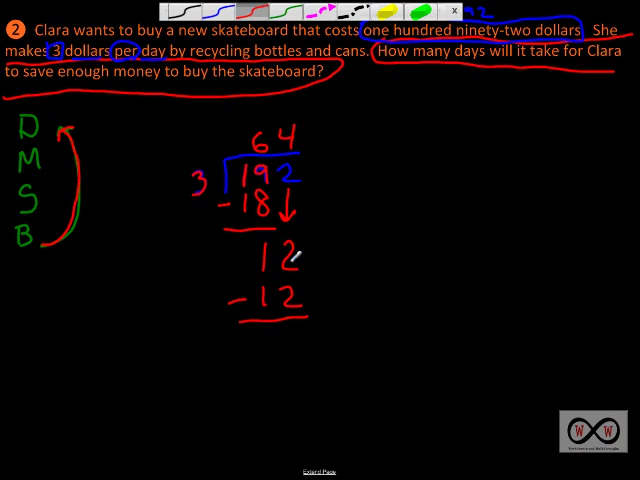 192
2 Clara wants to buy a new skateboard that costs one hundred ninety-two dollars. She
makes 3 dollars per day by recycling bottles and cans. How many days will it take for Clara
to save enough money to buy the skateboard?
D
M
S
B
64
3 192
-18
12
-12
W W
Extend Page